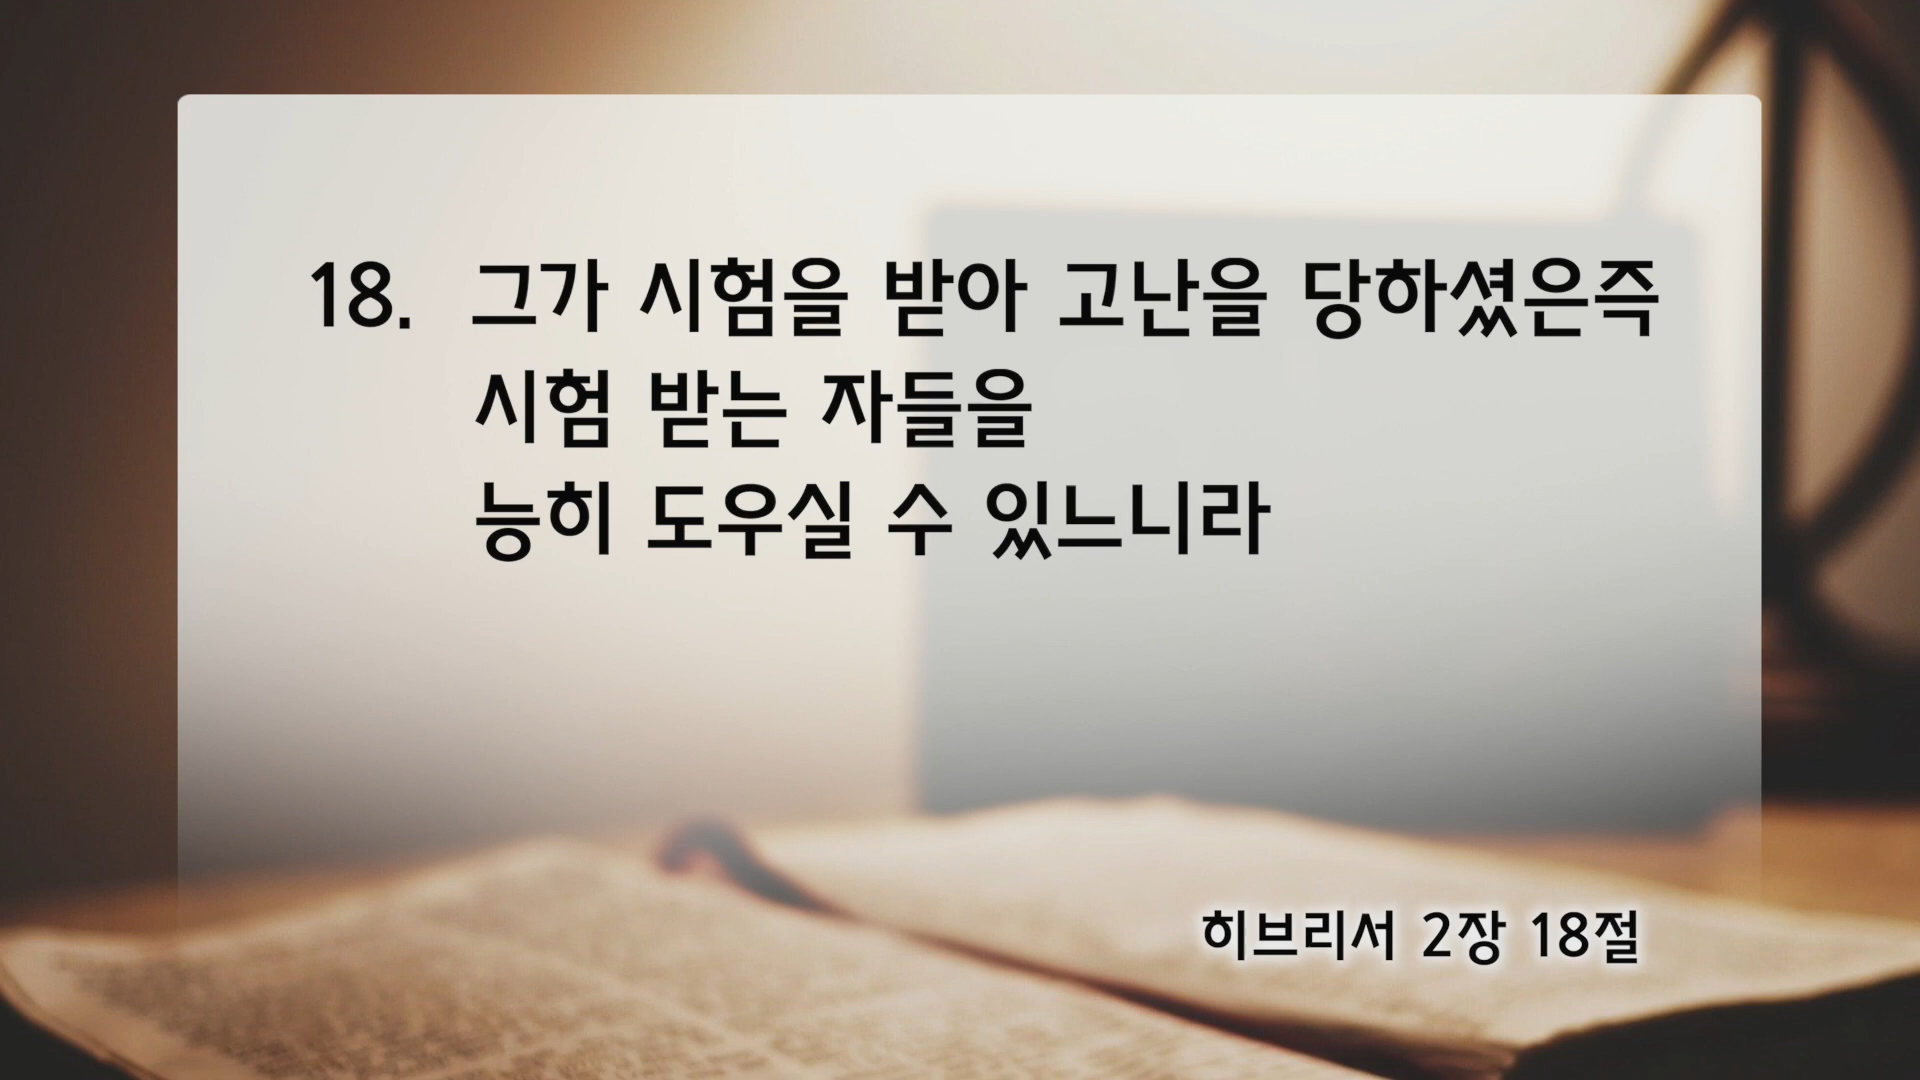 18. 그가 시험을 받아 고난을 당하셨은즉
시험 받는 자들을
능히 도우실 수 있느니라
히브리서 2장 18절